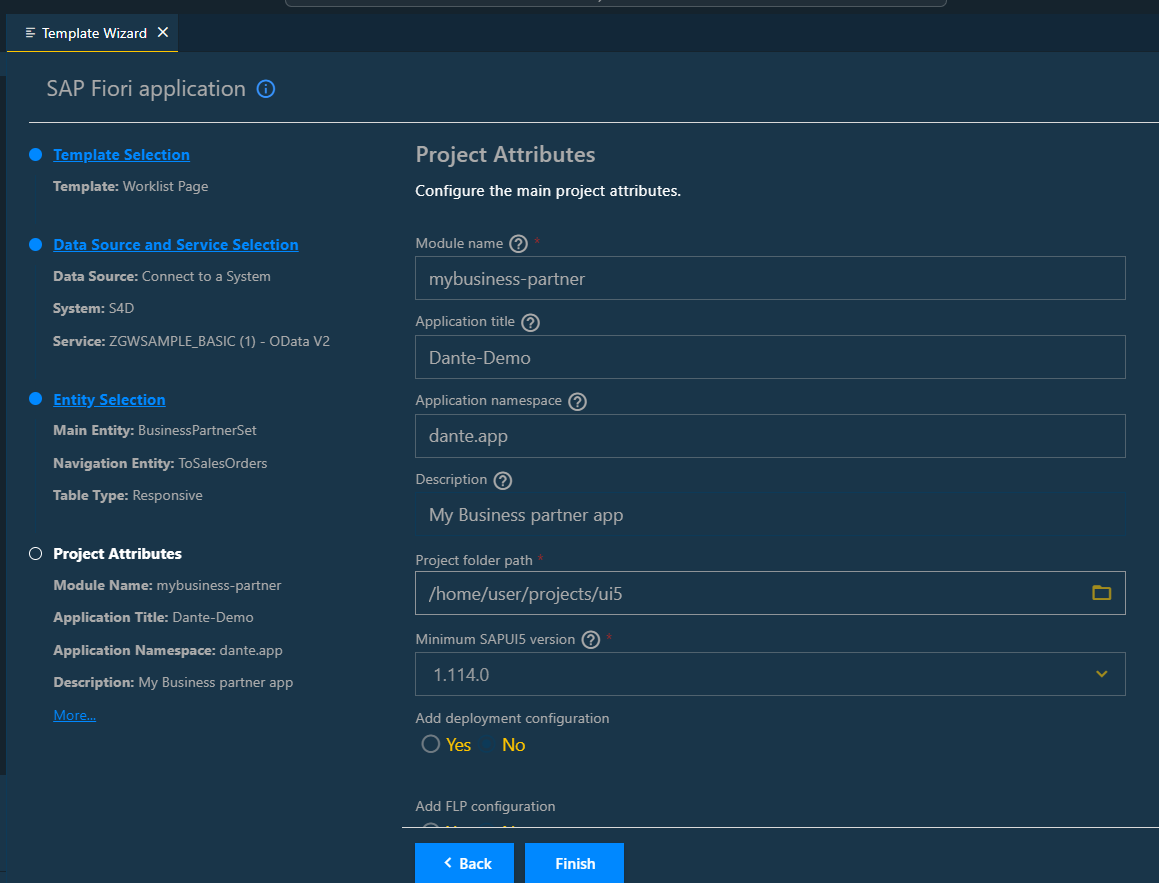 Template Wizard
SAP Fiori application
Template Selection
Template: Worklist Page
Data Source and Service Selection
Data Source: Connect to a System
System: S4D
Service: ZGWSAMPLE_BASIC (1) - OData V2
Entity Selection
Main Entity: BusinessPartnerSet
Navigation Entity: ToSalesOrders
Table Type: Responsive
Project Attributes
Module Name: mybusiness-partner
Application Title: Dante-Demo
Application Namespace: dante.app
Description: My Business partner app
More...
Project Attributes
Configure the main project attributes.
Module name ? *
mybusiness-partner
Application title ?
Dante-Demo
Application namespace ?
dante.app
Description ?
My Business partner app
Project folder path *
/home/user/projects/ui5
Minimum SAPUI5 version ? *
1.114.0
Add deployment configuration
Yes No
Add FLP configuration
Back Finish